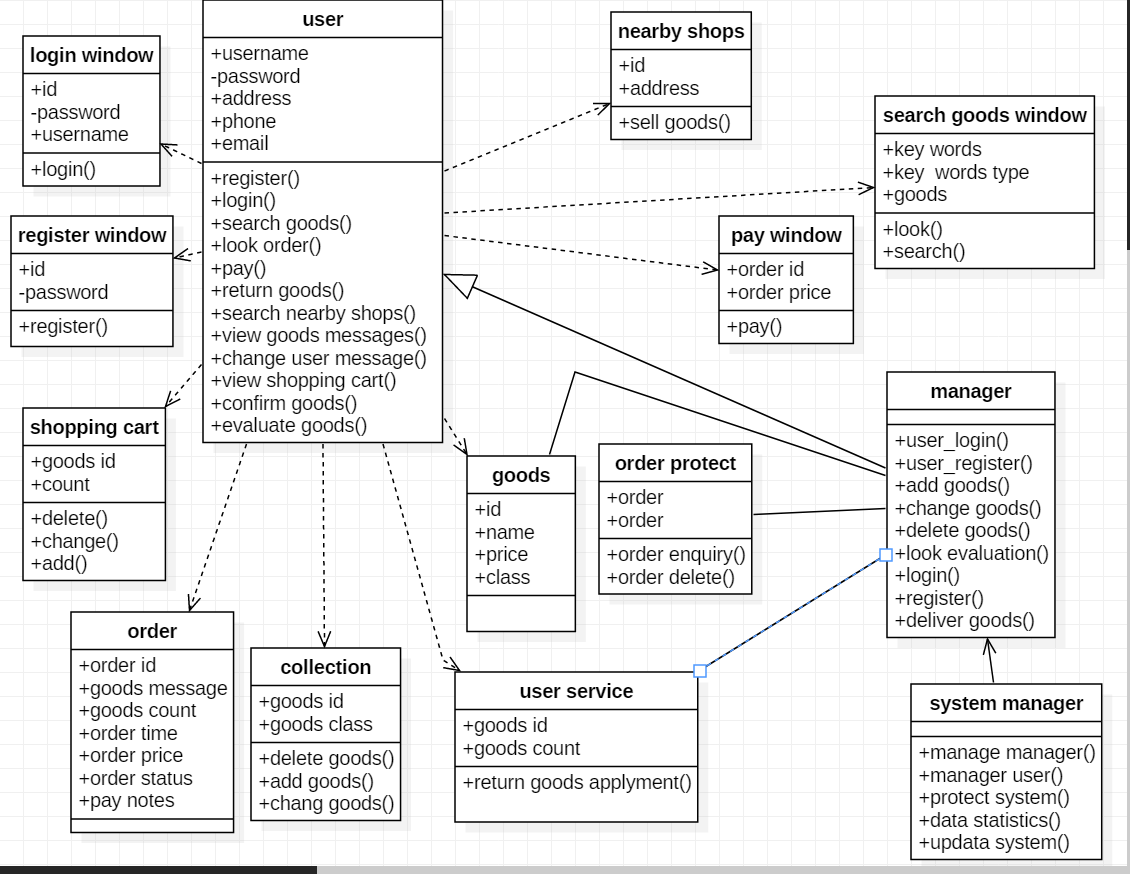 user
+username
-password
+address
+phone
+email
+register()
+login()
+search goods()
+look order()
+pay()
+return goods()
+search nearby shops()
+view goods messages()
+change user message()
+view shopping cart()
+confirm goods()
+evaluate goods()
login window
+id
-password
+username
+login()
register window
+id
-password
+register()
shopping cart
+goods id
+count
+delete()
+change()
+add()
order
+order id
+goods message
+goods count
+order time
+order price
+order status
+pay notes
collection
+goods id
+goods class
+delete goods()
+add goods()
+chang goods()
user service
+goods id
+goods count
+return goods applyment()
goods
+id
+name
+price
+class
order protect
+order
+order
+order enquiry()
+order delete()
nearby shops
+id
+address
+sell goods()
search goods window
+key words
+key  words type
+goods
+look()
+search()
pay window
+order id
+order price
+pay()
manager
+user_login()
+user_register()
+add goods()
+change goods()
+delete goods()
+look evaluation()
+login()
+register()
+deliver goods()
system manager
+manage manager()
+manager user()
+protect system()
+data statistics()
+updata system()